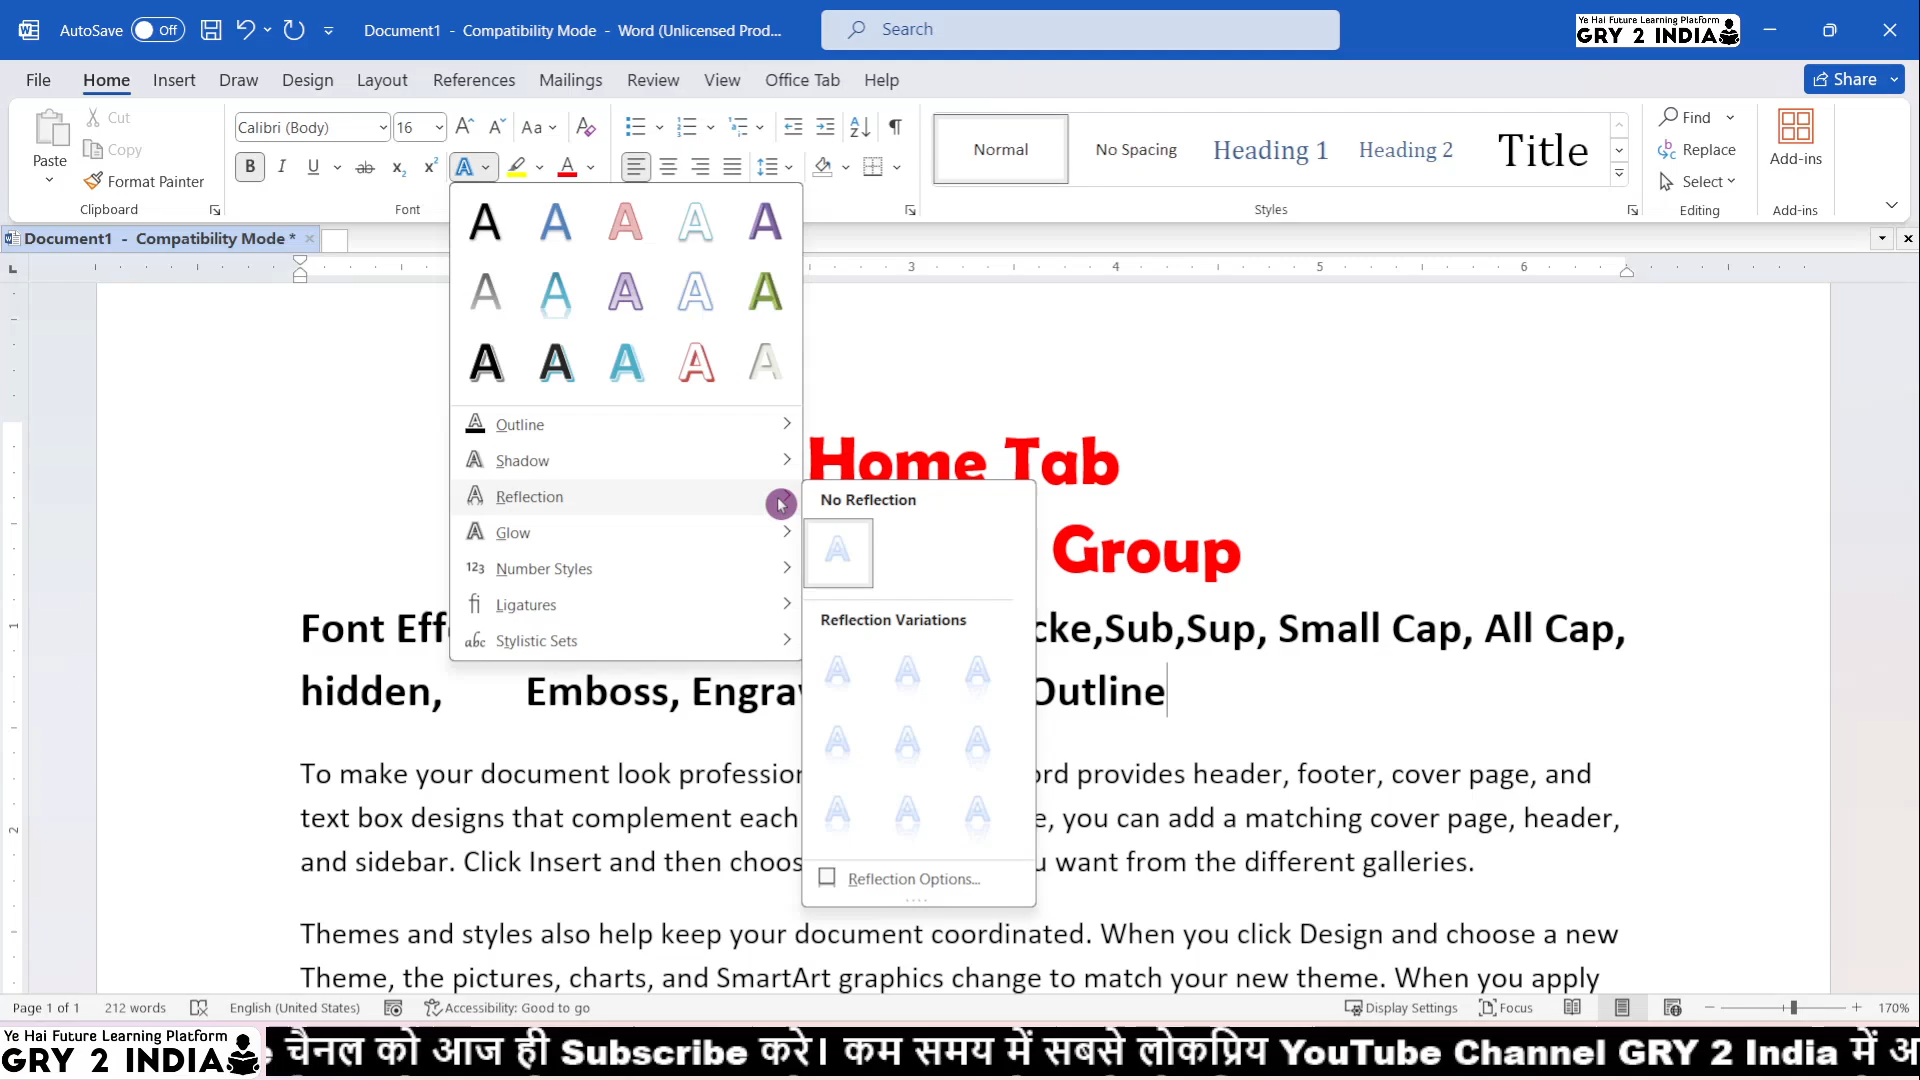 AutoSave Off Document1 - Compatibility Mode - Word (Unlicensed Prod... Search
Ye Hai Future Learning Platform
GRY 2 INDIA
File Home Insert Draw Design Layout References Mailings Review View Office Tab Help Share
Paste
Cut
Copy
Format Painter
Clipboard
Calibri (Body) 16
Font
Normal No Spacing Heading 1 Heading 2 Title
Styles
Find
Replace
Select
Editing
Add-ins
Add-ins
Document1 - Compatibility Mode *
3 4 5 6
Outline
Shadow
Reflection
Glow
Number Styles
Ligatures
Stylistic Sets
No Reflection
Reflection Variations
Reflection Options...
Home Tab
Group
Font Eff cke,Sub,Sup, Small Cap, All Cap,
hidden, Emboss, Engrav Outline
To make your document look profession rd provides header, footer, cover page, and
text box designs that complement each e, you can add a matching cover page, header,
and sidebar. Click Insert and then choos u want from the different galleries.
Themes and styles also help keep your document coordinated. When you click Design and choose a new
Theme, the pictures, charts, and SmartArt graphics change to match your new theme. When you apply
Page 1 of 1 212 words English (United States) Accessibility: Good to go Display Settings Focus 170%
Ye Hai Future Learning Platform
GRY 2 INDIA
चैनल को आज ही Subscribe करे। कम समय में सबसे लोकप्रिय YouTube Channel GRY 2 India में